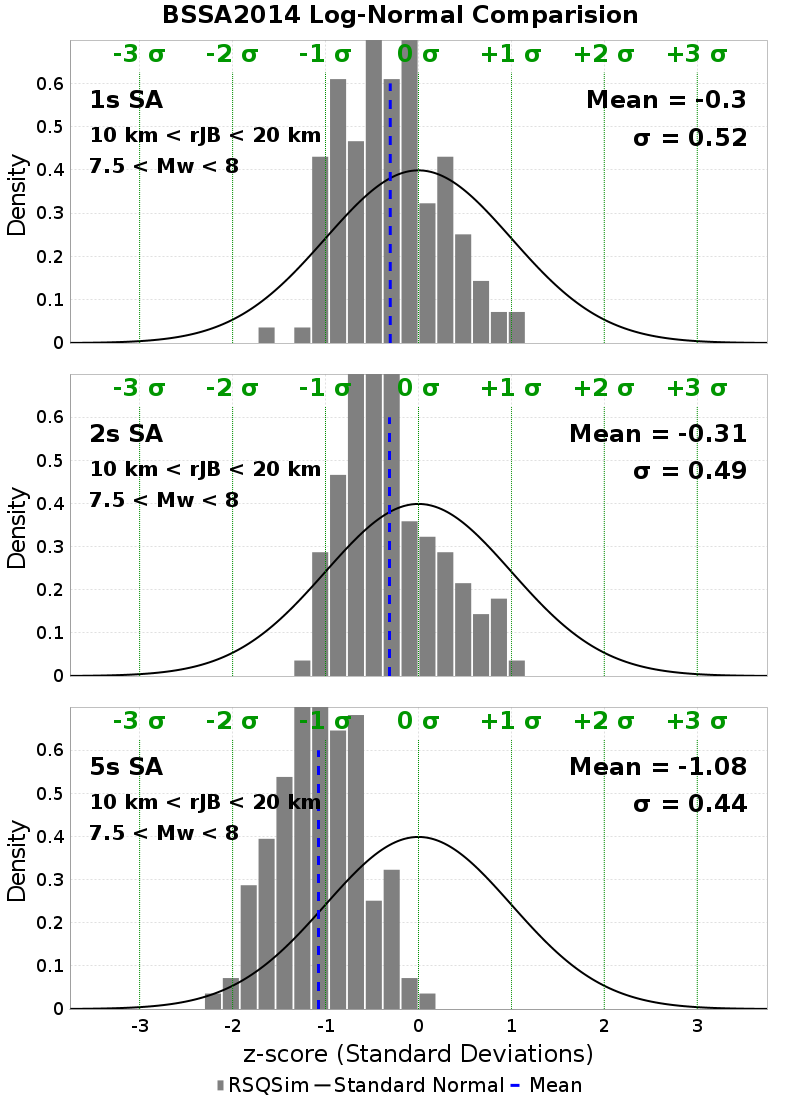 BSSA2014 Log-Normal Comparision
-3 σ -2 σ -1 σ 0 σ +1 σ +2 σ +3 σ
0.6
1s SA Mean = -0.3
0.5
10 km < rJB < 20 km σ = 0.52
7.5 < Mw < 8
0.4
Density
0.3
0.2
0.1
0
-3 σ -2 σ -1 σ 0 σ +1 σ +2 σ +3 σ
0.6
2s SA Mean = -0.31
0.5
10 km < rJB < 20 km σ = 0.49
7.5 < Mw < 8
0.4
Density
0.3
0.2
0.1
0
-3 σ -2 σ -1 σ 0 σ +1 σ +2 σ +3 σ
0.6
5s SA Mean = -1.08
0.5
10 km < rJB < 20 km σ = 0.44
7.5 < Mw < 8
0.4
Density
0.3
0.2
0.1
0
-3 -2 -1 0 1 2 3
z-score (Standard Deviations)
RSQSim Standard Normal Mean